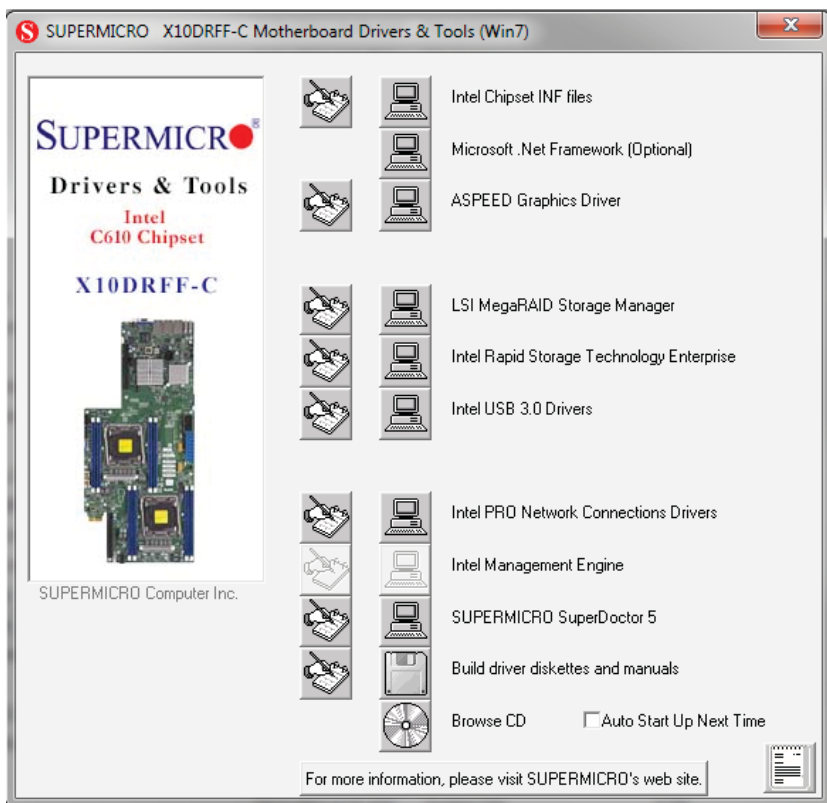 SUPERMICRO X10DRFF-C Motherboard Drivers & Tools (Win7)
SUPERMICRO®
Drivers & Tools
Intel
C610 Chipset
X10DRFF-C
SUPERMICRO Computer Inc.
Intel Chipset INF files
Microsoft .Net Framework (Optional)
ASPEED Graphics Driver
LSI MegaRAID Storage Manager
Intel Rapid Storage Technology Enterprise
Intel USB 3.0 Drivers
Intel PRO Network Connections Drivers
Intel Management Engine
SUPERMICRO SuperDoctor 5
Build driver diskettes and manuals
Browse CD Auto Start Up Next Time
For more information, please visit SUPERMICRO's web site.